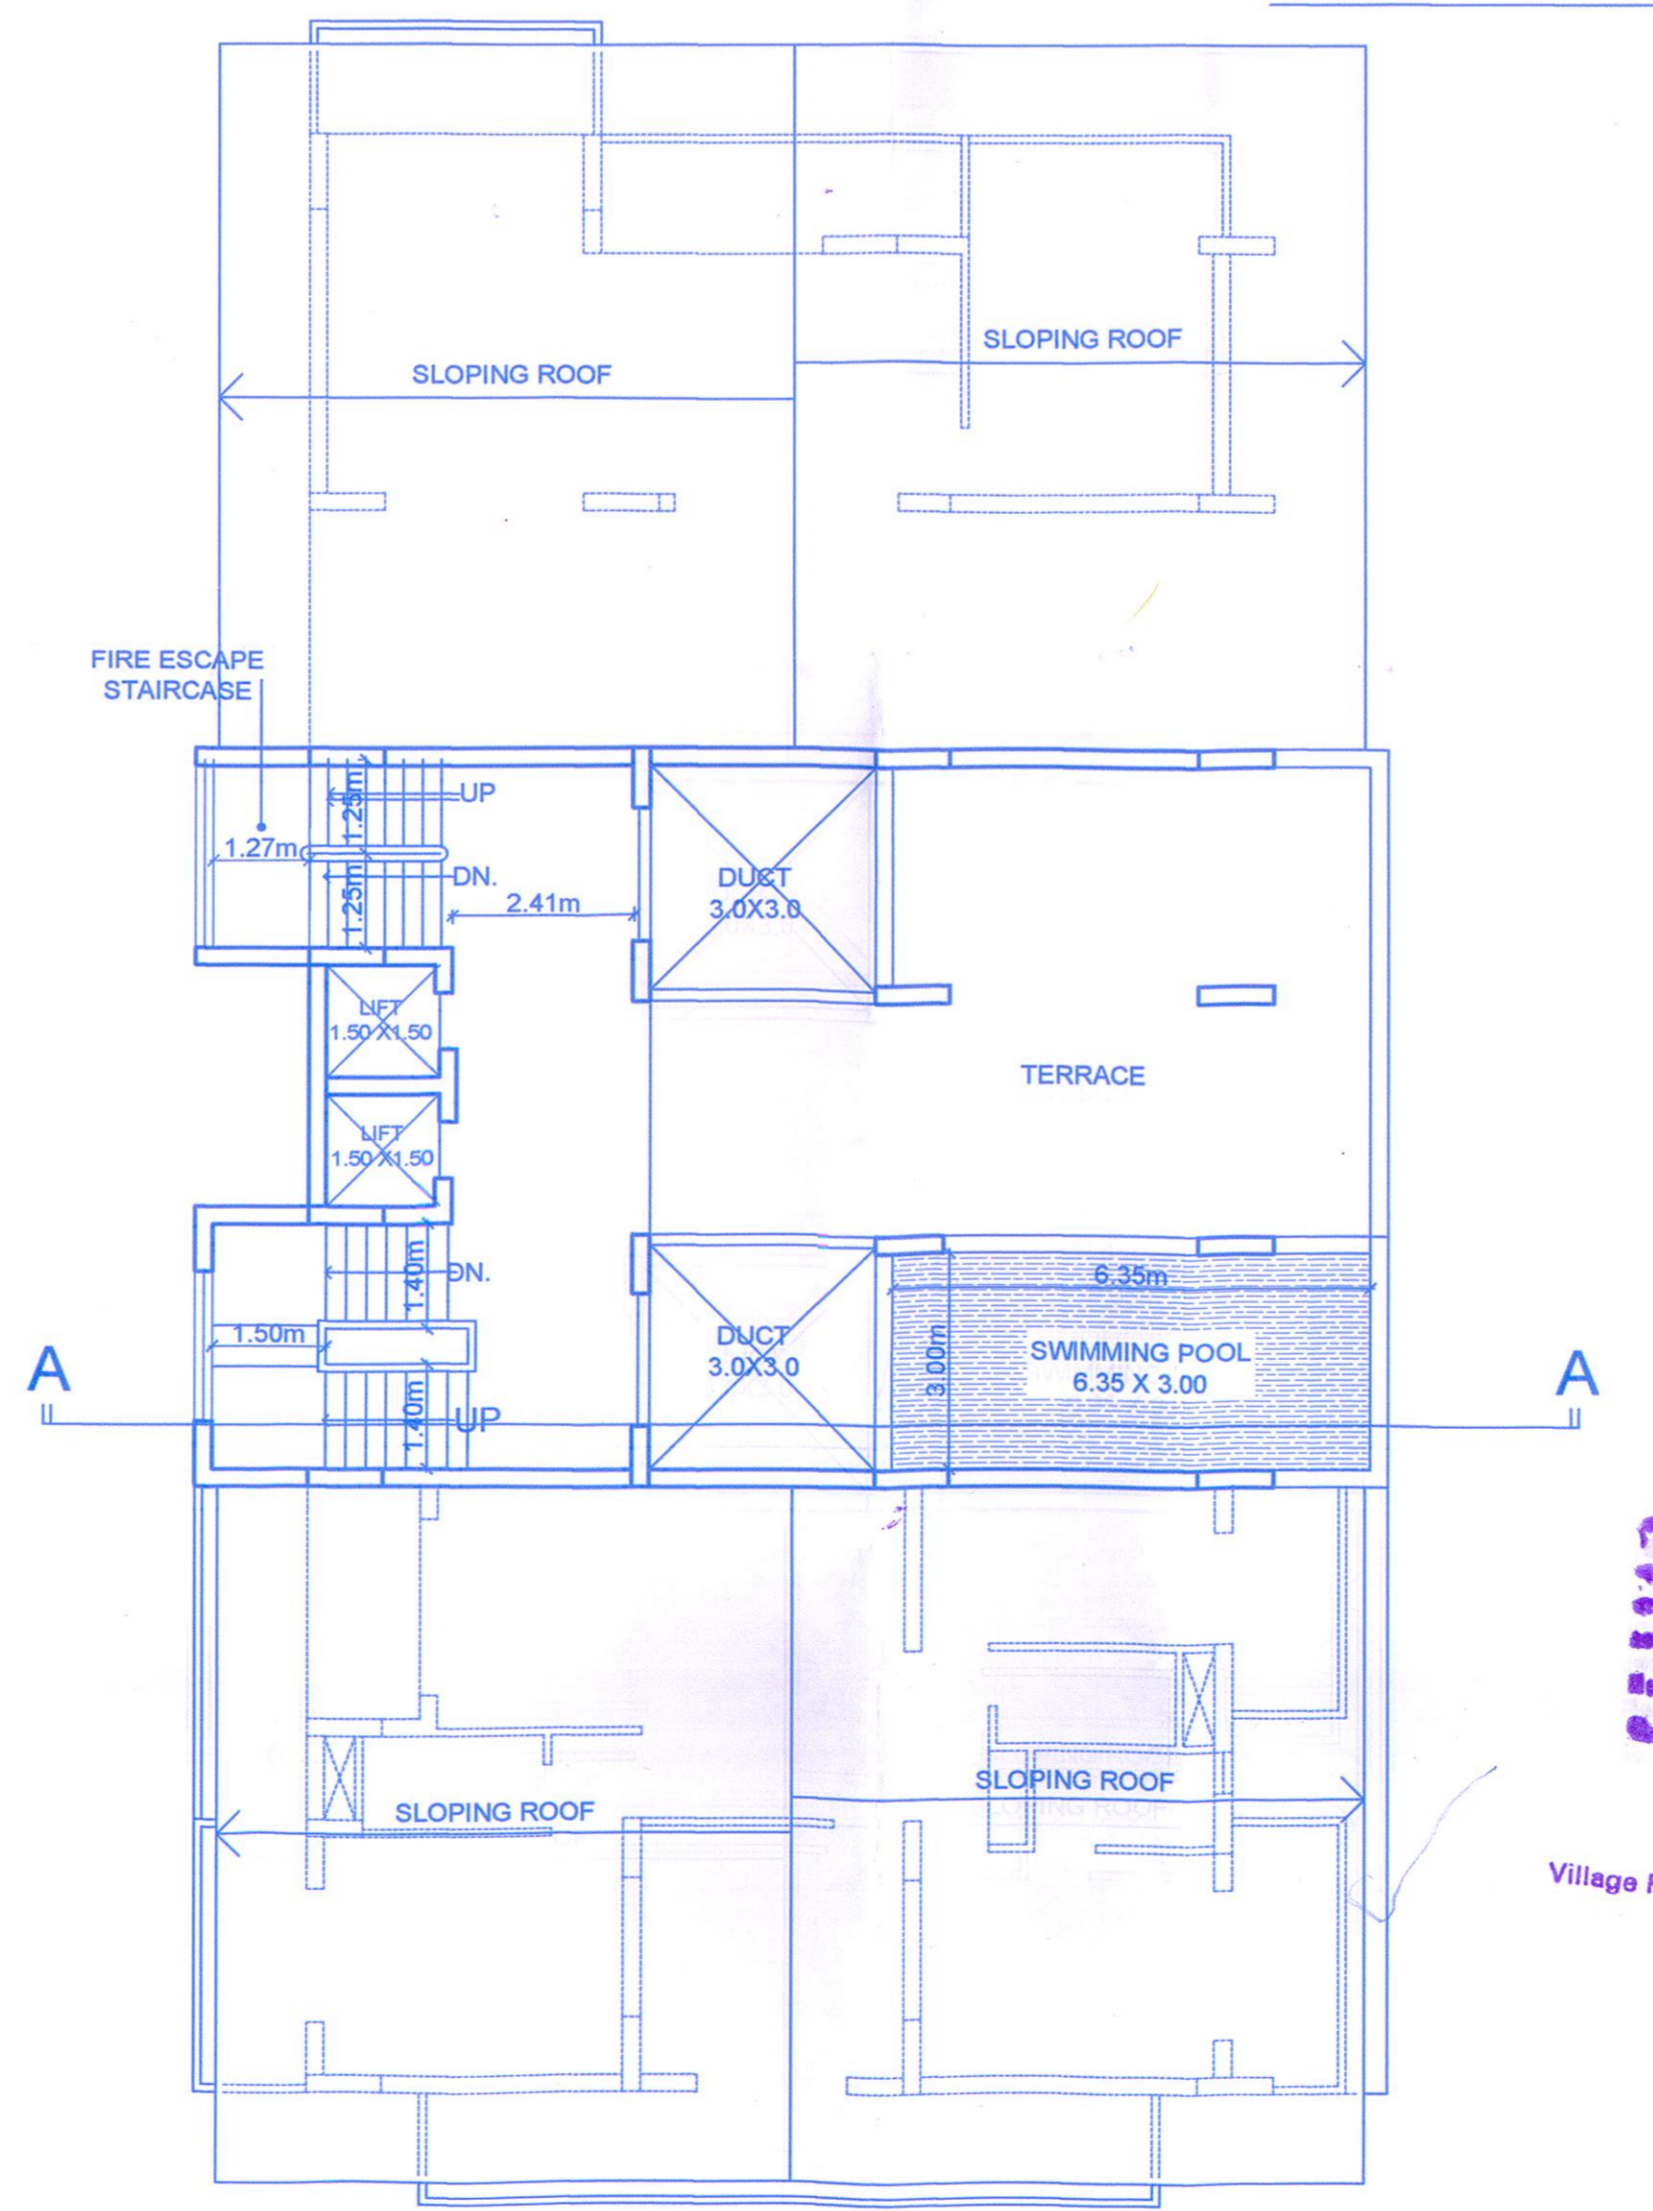 SLOPING ROOF
SLOPING ROOF
FIRE ESCAPE
STAIRCASE
UP
1.25m
1.27m
DN.
1.25m
2.41m
DUCT
3.0X3.0
LIFT
1.50 X1.50
TERRACE
LIFT
1.50 X1.50
DN.
1.40m
6.35m
1.50m
DUCT
3.0X3.0
3.00m
SWIMMING POOL
6.35 X 3.00
A
A
1.40m
UP
SLOPING ROOF
SLOPING ROOF
Village